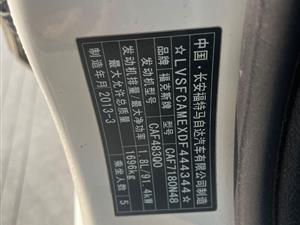 中国·长安福特马自达汽车有限公司制造
☆LVSFCAMEXDF444344☆
品牌 福克斯牌 型号 CAF7180N48
发动机型号 CAF483Q0
发动机排量/最大净功率 1.8L/91.4kW
最大允许总质量 1696kg
制造年月 2013-3 乘坐人数 5